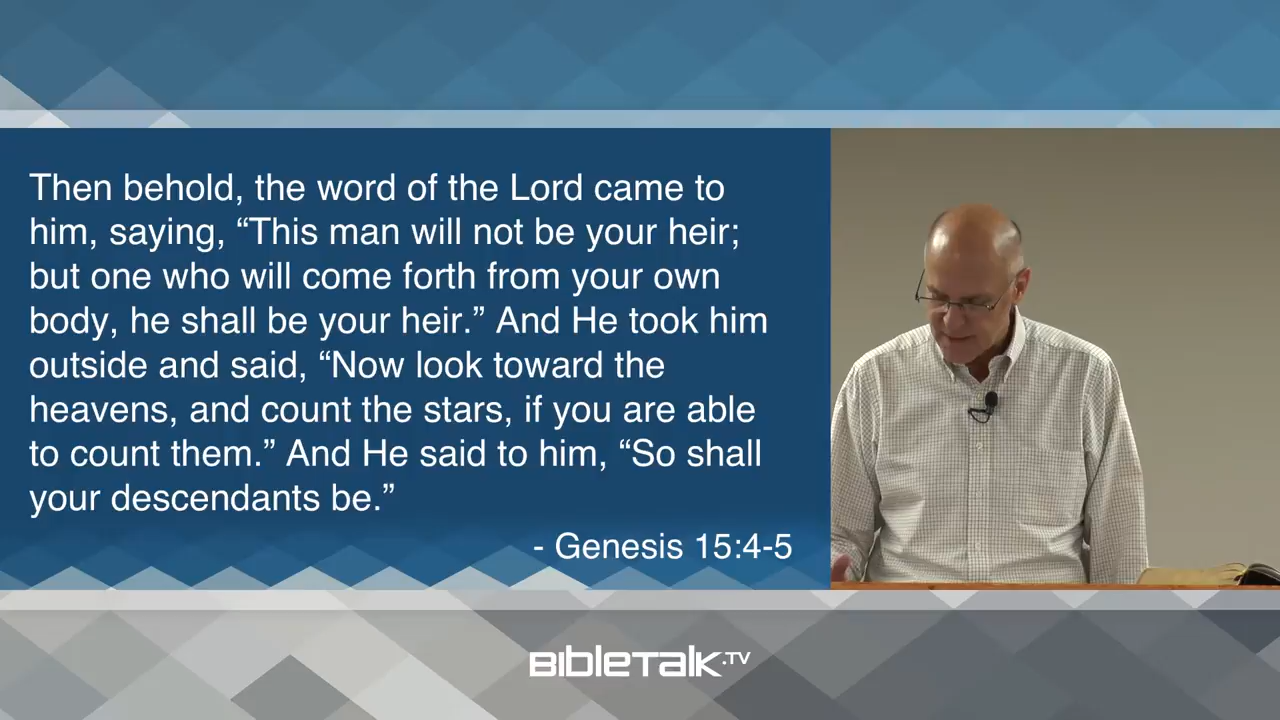 Then behold, the word of the Lord came to
him, saying, “This man will not be your heir;
but one who will come forth from your own
body, he shall be your heir.” And He took him
outside and said, “Now look toward the
heavens, and count the stars, if you are able
to count them.” And He said to him, “So shall
your descendants be.”
- Genesis 15:4-5
BiBLETALK.TV